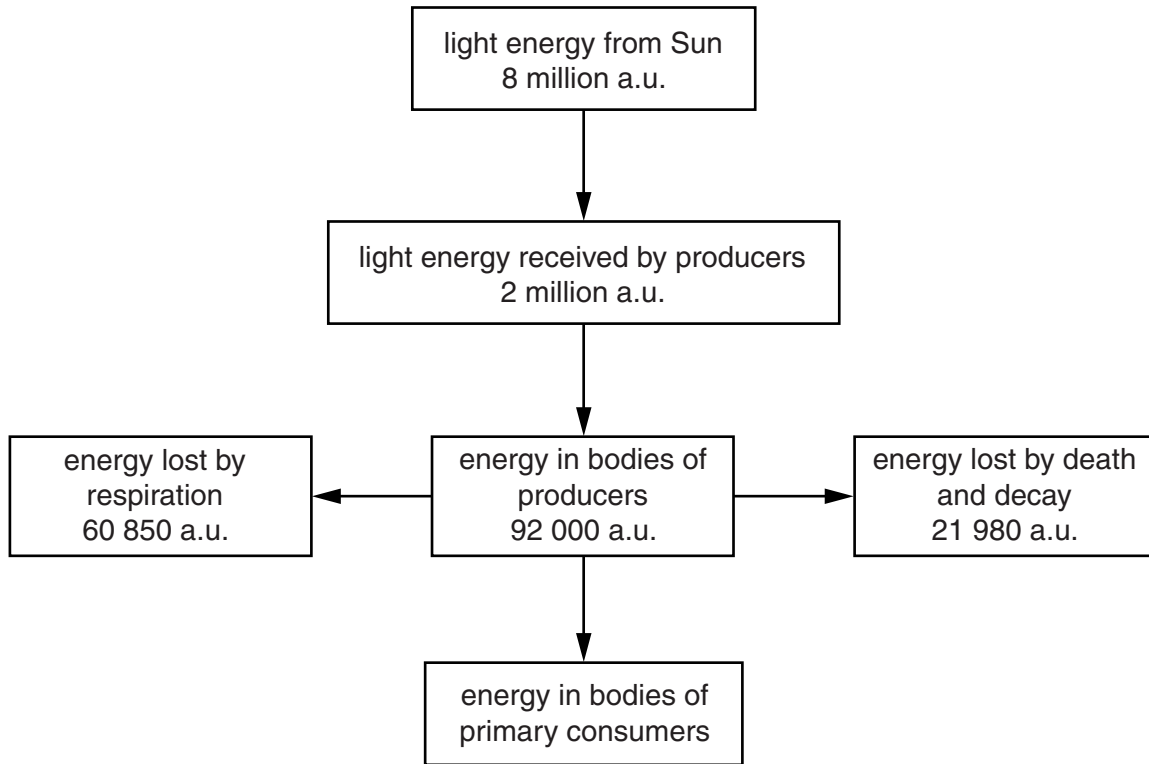 light energy from Sun
8 million a.u.
light energy received by producers
2 million a.u.
energy lost by
respiration
60 850 a.u.
energy in bodies of
producers
92 000 a.u.
energy lost by death
and decay
21 980 a.u.
energy in bodies of
primary consumers